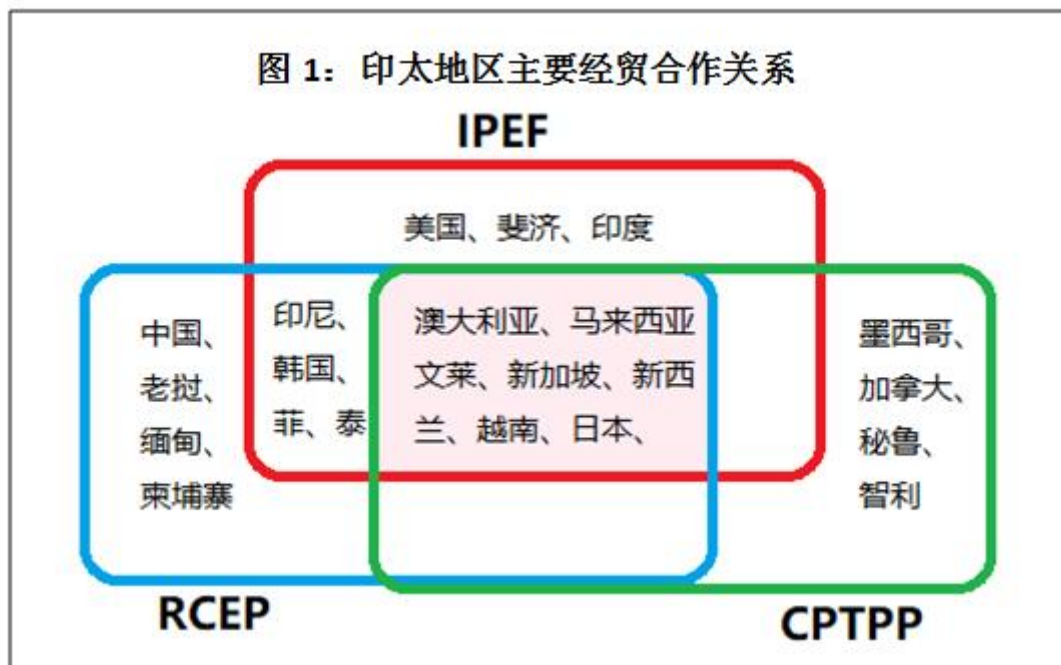 图 1：印太地区主要经贸合作关系
IPEF
美国、斐济、印度
中国、
老挝、
缅甸、
柬埔寨
印尼、
韩国、
菲、泰
澳大利亚、马来西亚
文莱、新加坡、新西
兰、越南、日本、
墨西哥、
加拿大、
秘鲁、
智利
RCEP
CPTPP